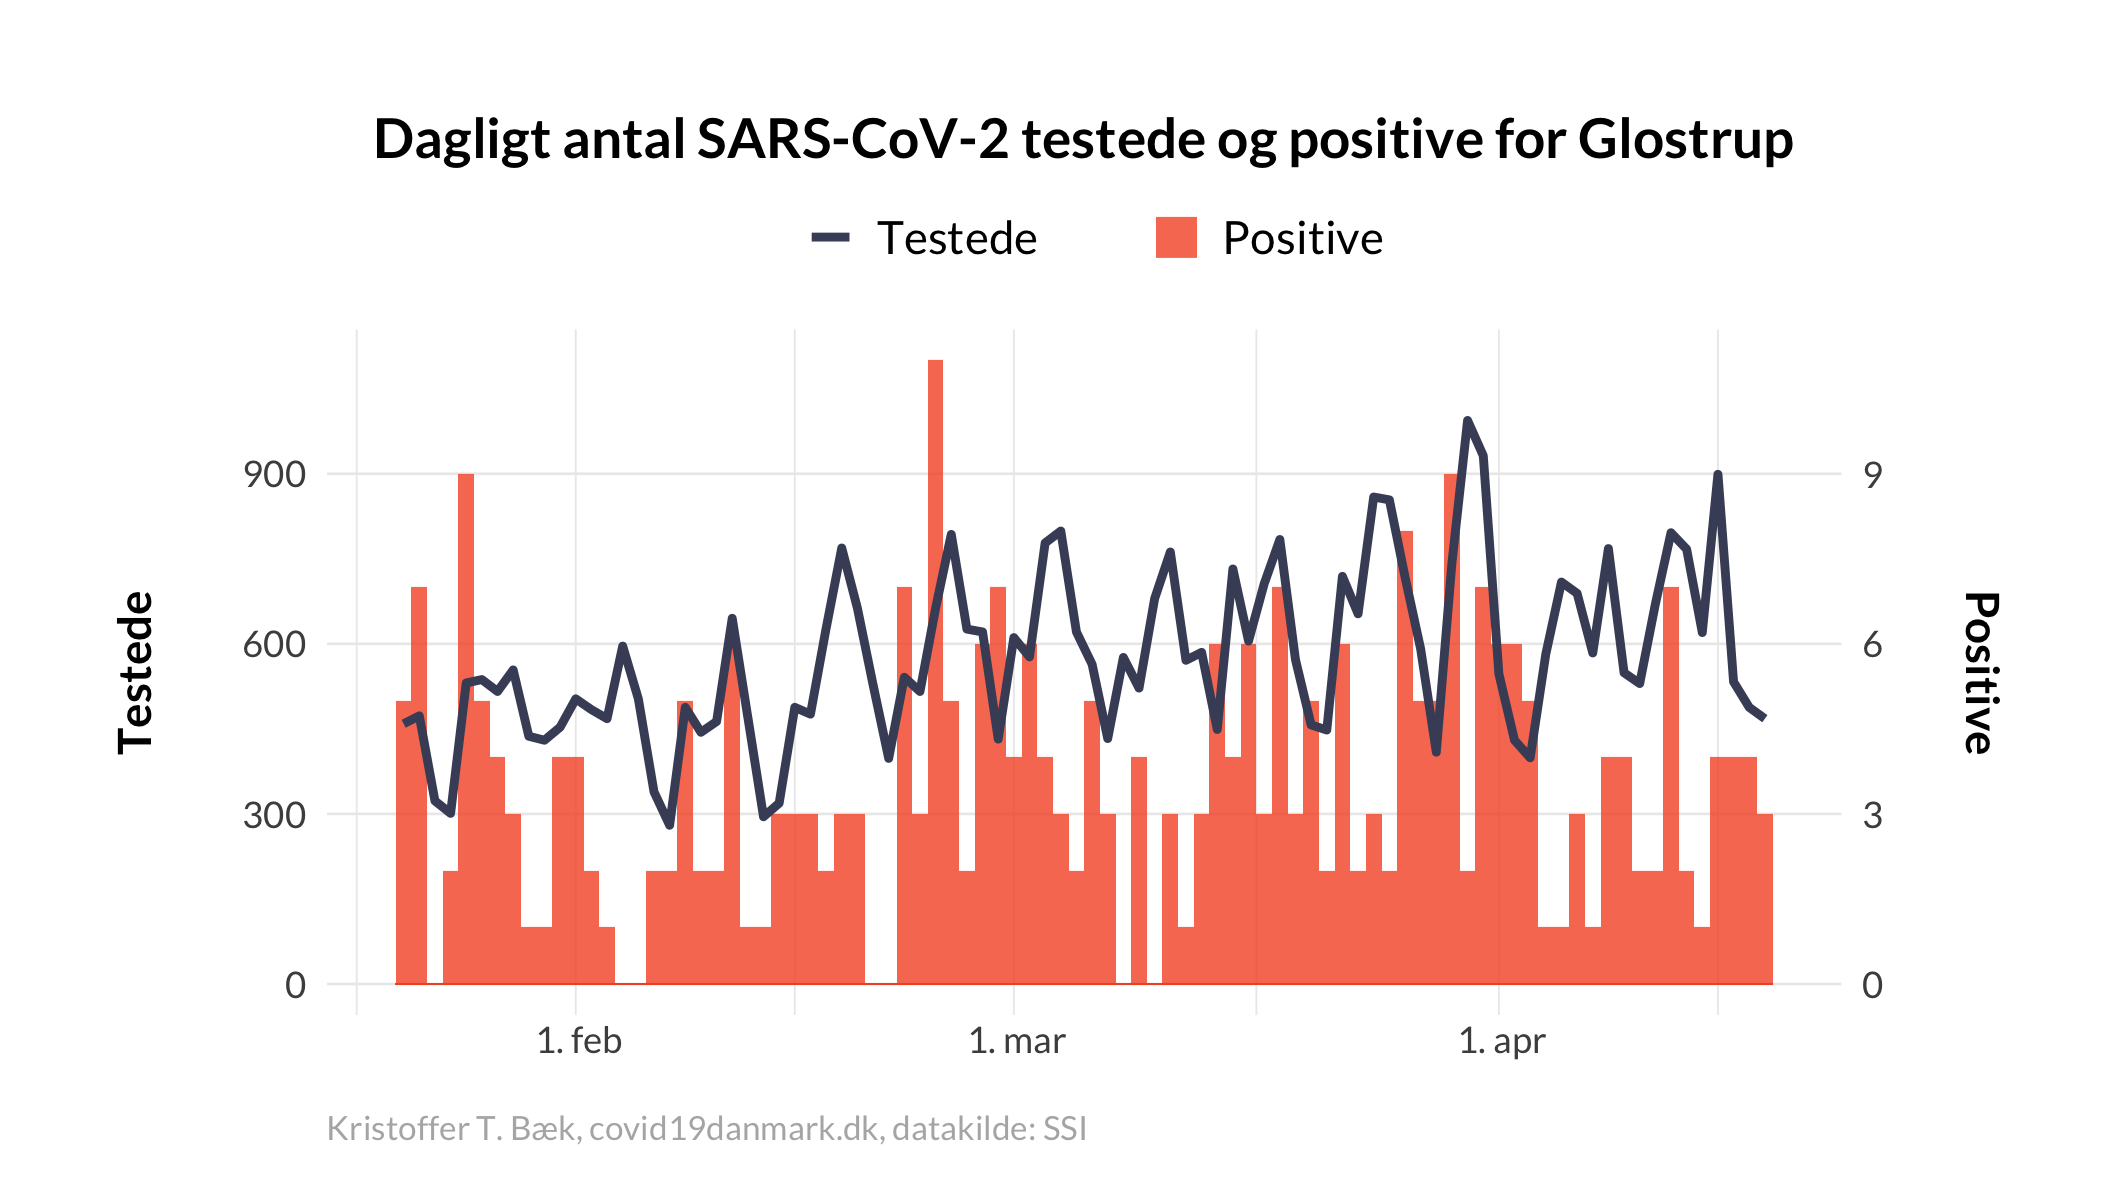 Dagligt antal SARS-CoV-2 testede og positive for Glostrup
Testede
Positive
Testede
900
600
300
0
9
6
3
0
Positive
1. feb
1. mar
1. apr
Kristoffer T. Bæk, covid19danmark.dk, datakilde: SSI